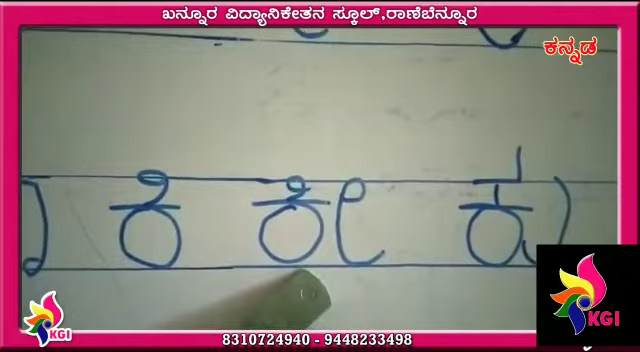 ಖನ್ನೂರ ವಿದ್ಯಾನಿಕೇತನ ಸ್ಕೂಲ್,ರಾಣೆಬೆನ್ನೂರ
ಕನ್ನಡ
ಕಿ ಕೀ
KGI
KGI
8310724940 - 9448233498